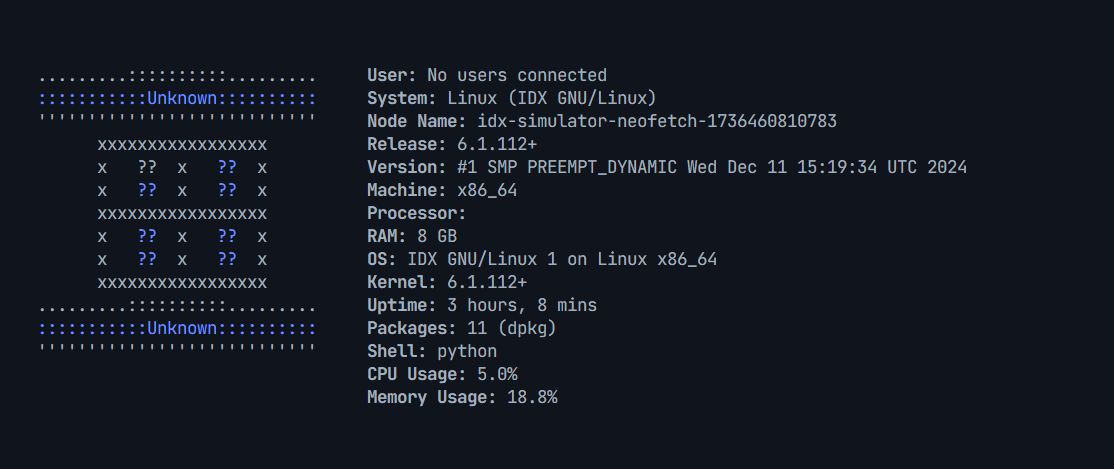 .........::::::::::......... User: No users connected
:::::::::::Unknown:::::::::: System: Linux (IDX GNU/Linux)
'''''''''''''''''''''''''''' Node Name: idx-simulator-neofetch-1736460810783
xxxxxxxxxxxxxxxxx Release: 6.1.112+
x ?? x ?? x Version: #1 SMP PREEMPT_DYNAMIC Wed Dec 11 15:19:34 UTC 2024
x ?? x ?? x Machine: x86_64
xxxxxxxxxxxxxxxxx Processor:
x ?? x ?? x RAM: 8 GB
x ?? x ?? x OS: IDX GNU/Linux 1 on Linux x86_64
xxxxxxxxxxxxxxxxx Kernel: 6.1.112+
.........::::::::::......... Uptime: 3 hours, 8 mins
:::::::::::Unknown:::::::::: Packages: 11 (dpkg)
'''''''''''''''''''''''''''' Shell: python
CPU Usage: 5.0%
Memory Usage: 18.8%